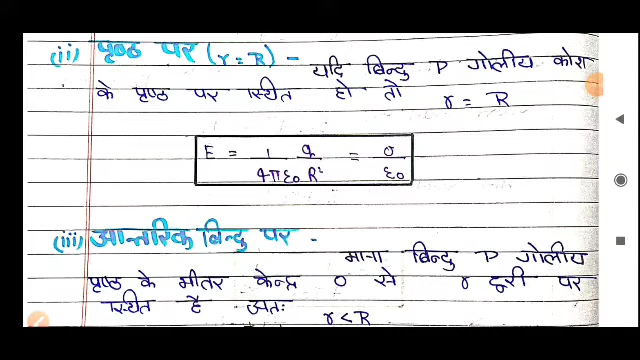 (ii) पृष्ठ पर (r = R) - यदि बिन्दु P गोलीय कोश
के पृष्ठ पर स्थित हो तो r = R
E = 1/4πε₀ q/R² = σ/ε₀
(iii) आन्तरिक बिन्दु पर - माना बिन्दु P गोलीय
पृष्ठ के भीतर केन्द्र O से r दूरी पर
स्थित है अतः r < R